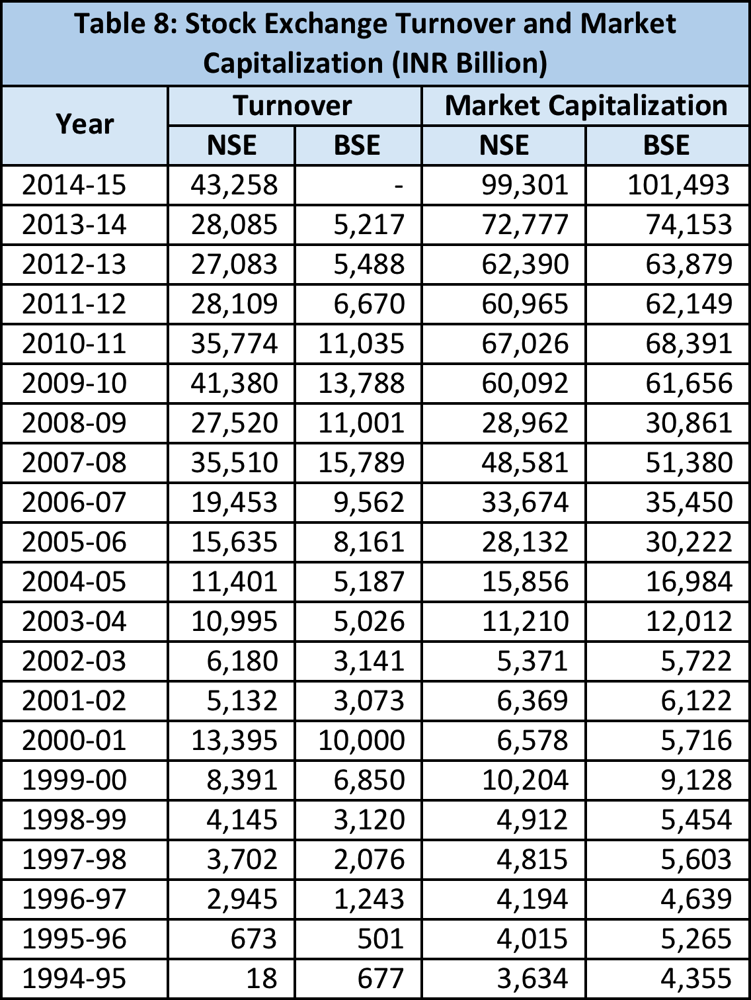 Table 8: Stock Exchange Turnover and Market
Capitalization (INR Billion)
Year Turnover Market Capitalization
NSE BSE NSE BSE
2014-15 43,258 - 99,301 101,493
2013-14 28,085 5,217 72,777 74,153
2012-13 27,083 5,488 62,390 63,879
2011-12 28,109 6,670 60,965 62,149
2010-11 35,774 11,035 67,026 68,391
2009-10 41,380 13,788 60,092 61,656
2008-09 27,520 11,001 28,962 30,861
2007-08 35,510 15,789 48,581 51,380
2006-07 19,453 9,562 33,674 35,450
2005-06 15,635 8,161 28,132 30,222
2004-05 11,401 5,187 15,856 16,984
2003-04 10,995 5,026 11,210 12,012
2002-03 6,180 3,141 5,371 5,722
2001-02 5,132 3,073 6,369 6,122
2000-01 13,395 10,000 6,578 5,716
1999-00 8,391 6,850 10,204 9,128
1998-99 4,145 3,120 4,912 5,454
1997-98 3,702 2,076 4,815 5,603
1996-97 2,945 1,243 4,194 4,639
1995-96 673 501 4,015 5,265
1994-95 18 677 3,634 4,355